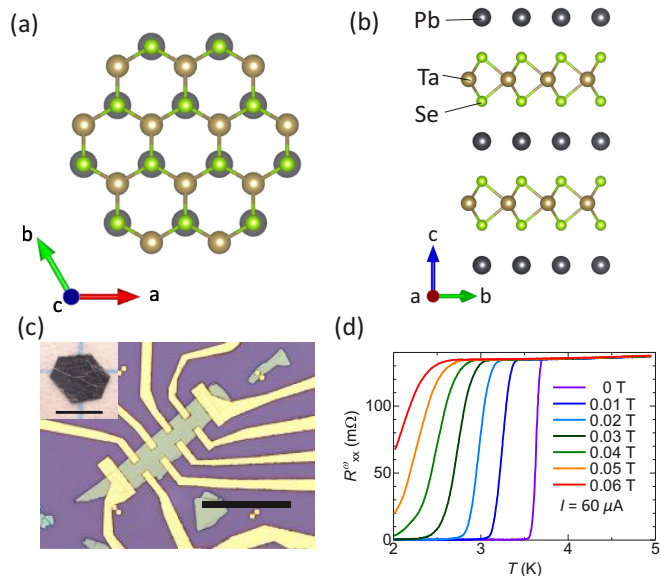 (a)
b
a
c
(b)
Pb
Ta
Se
c
a
b
(c)
(d)
R^ω_xx (mΩ)
100
0
0 T
0.01 T
0.02 T
0.03 T
0.04 T
0.05 T
0.06 T
I = 60 μA
2 3 4 5
T (K)